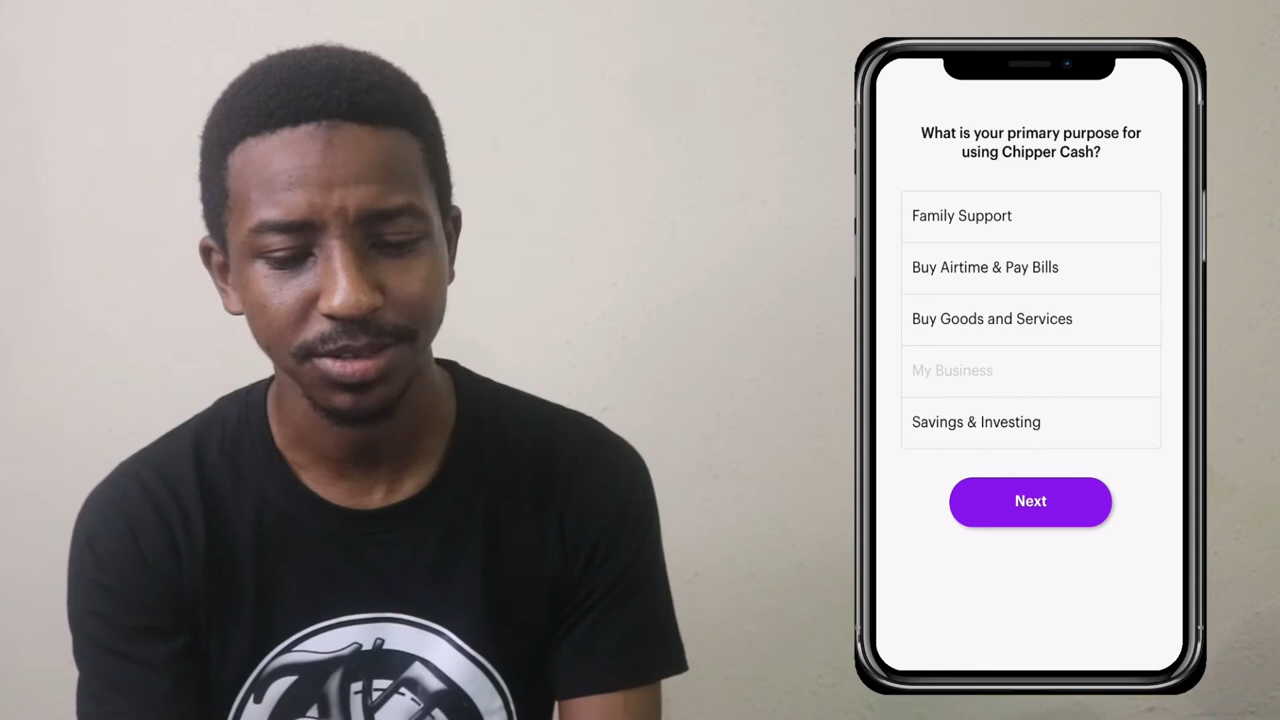 What is your primary purpose for
using Chipper Cash?
Family Support
Buy Airtime & Pay Bills
Buy Goods and Services
My Business
Savings & Investing
Next